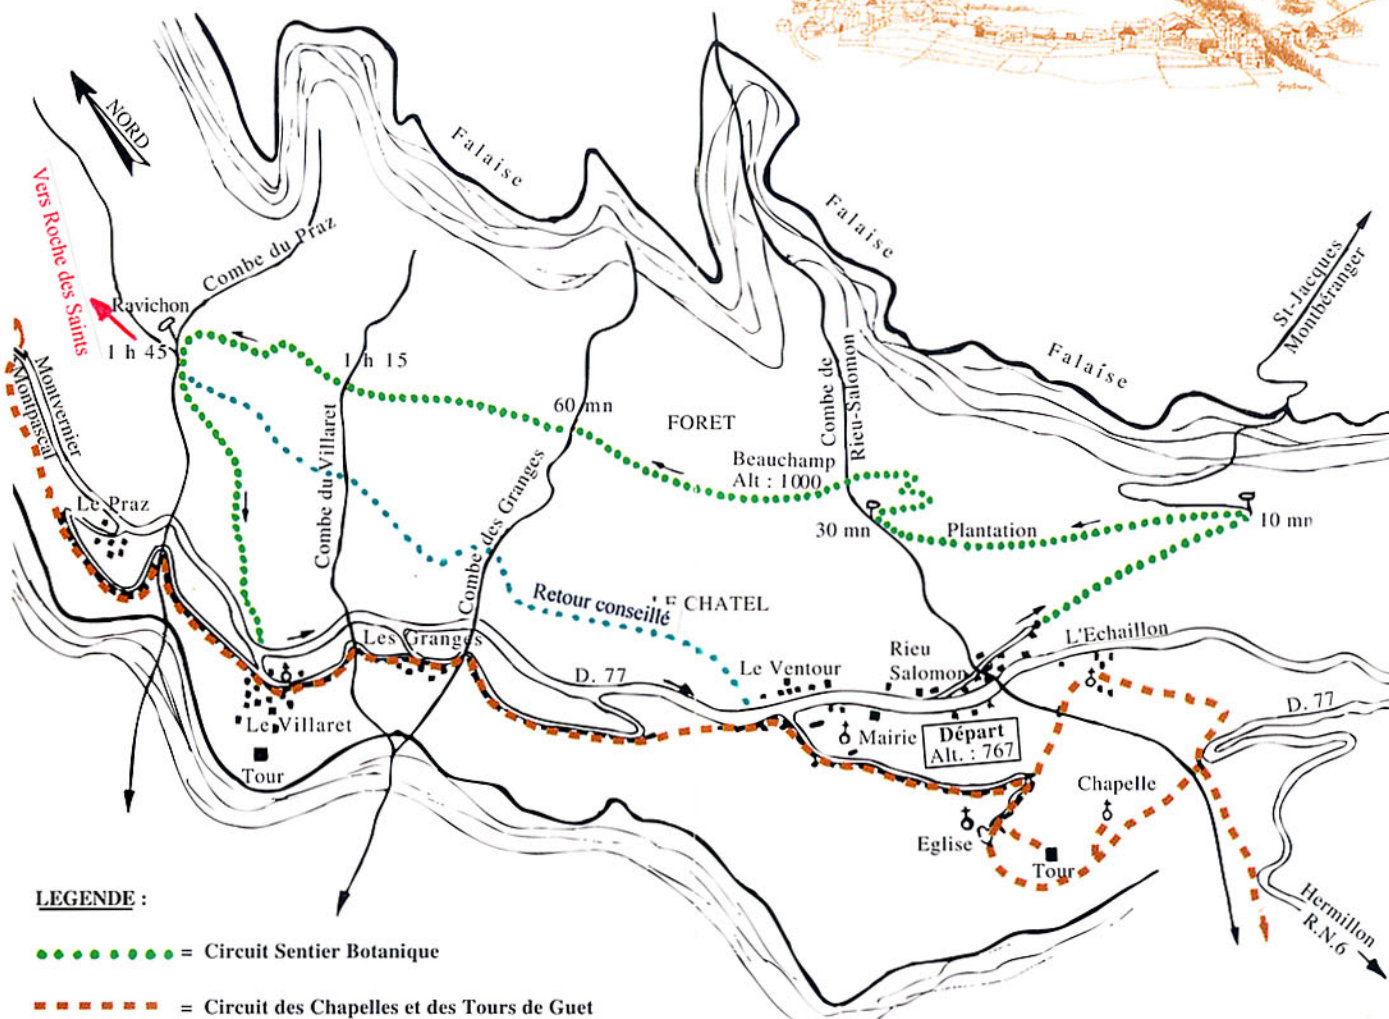 NORD
Falaise
Vers Roche des Saints
Combe du Praz
Falaise
St-Jacques
Montbéranger
Ravichon
1 h 45
1 h 15
Combe de
Rieu-Salomon
Falaise
Montvernier
Montpascal
60 mn
FORET
Beauchamp
Alt : 1000
Le Praz
Combe du Villaret
Combe des Granges
30 mn
Plantation
10 mn
Retour conseillé
LE CHATEL
Les Granges
Le Ventour
Rieu
Salomon
L'Echaillon
D. 77
D. 77
Le Villaret
Mairie
Départ
Alt. : 767
Tour
Chapelle
Eglise
Tour
Hermillon
R.N.6
LEGENDE :
= Circuit Sentier Botanique
= Circuit des Chapelles et des Tours de Guet